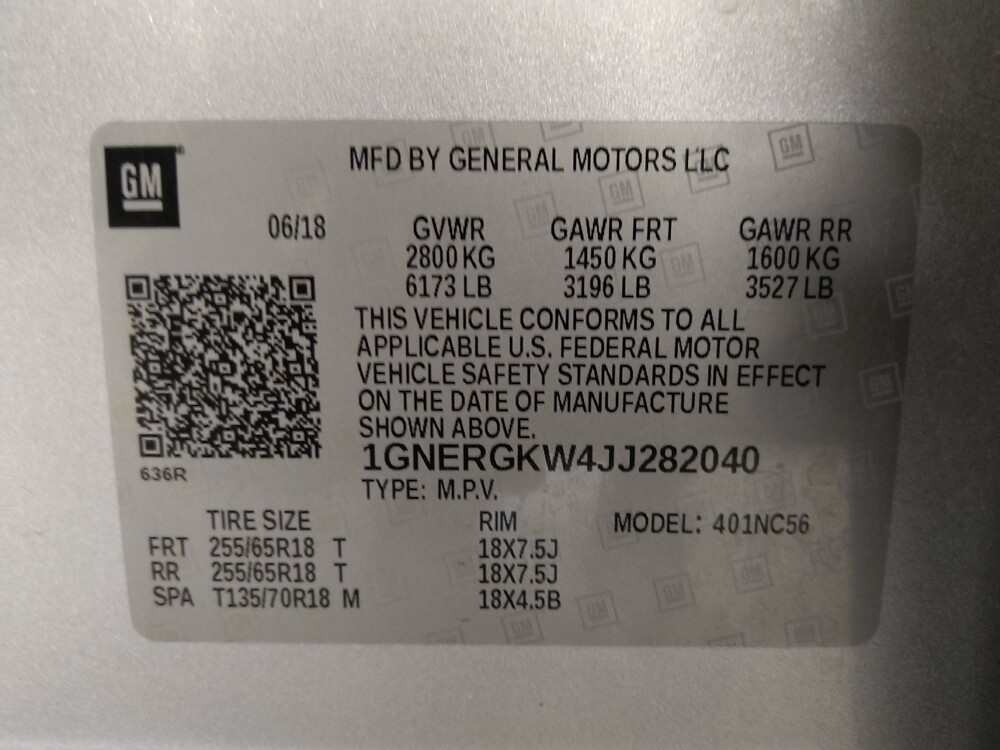 GM
MFD BY GENERAL MOTORS LLC
06/18 GVWR GAWR FRT GAWR RR
2800 KG 1450 KG 1600 KG
6173 LB 3196 LB 3527 LB
THIS VEHICLE CONFORMS TO ALL
APPLICABLE U.S. FEDERAL MOTOR
VEHICLE SAFETY STANDARDS IN EFFECT
ON THE DATE OF MANUFACTURE
SHOWN ABOVE.
636R
1GNERGKW4JJ282040
TYPE: M.P.V.
TIRE SIZE RIM MODEL: 401NC56
FRT 255/65R18 T 18X7.5J
RR 255/65R18 T 18X7.5J
SPA T135/70R18 M 18X4.5B